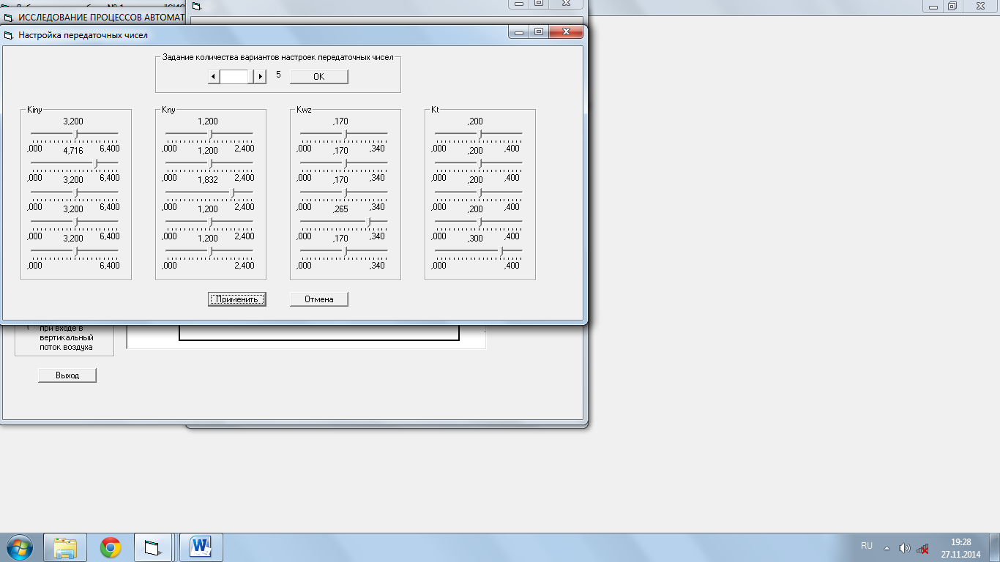 ИССЛЕДОВАНИЕ ПРОЦЕССОВ АВТОМАТ
Настройка передаточных чисел
Задание количества вариантов настроек передаточных чисел
5 OK
Kiny Kny Kwz Kt
3,200 1,200 ,170 ,200
,000 4,716 6,400 ,000 1,200 2,400 ,000 ,170 ,340 ,000 ,200 ,400
,000 3,200 6,400 ,000 1,832 2,400 ,000 ,170 ,340 ,000 ,200 ,400
,000 3,200 6,400 ,000 1,200 2,400 ,000 ,265 ,340 ,000 ,200 ,400
,000 3,200 6,400 ,000 1,200 2,400 ,000 ,170 ,340 ,000 ,300 ,400
,000 6,400 ,000 2,400 ,000 ,340 ,000 ,400
Применить Отмена
при входе в
вертикальный
поток воздуха
Выход
RU 19:28
27.11.2014